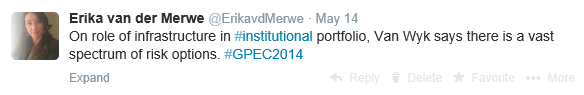 Erika van der Merwe @ErikavdMerwe · May 14
On role of infrastructure in #institutional portfolio, Van Wyk says there is a vast
spectrum of risk options. #GPEC2014
Expand Reply Delete Favorite More